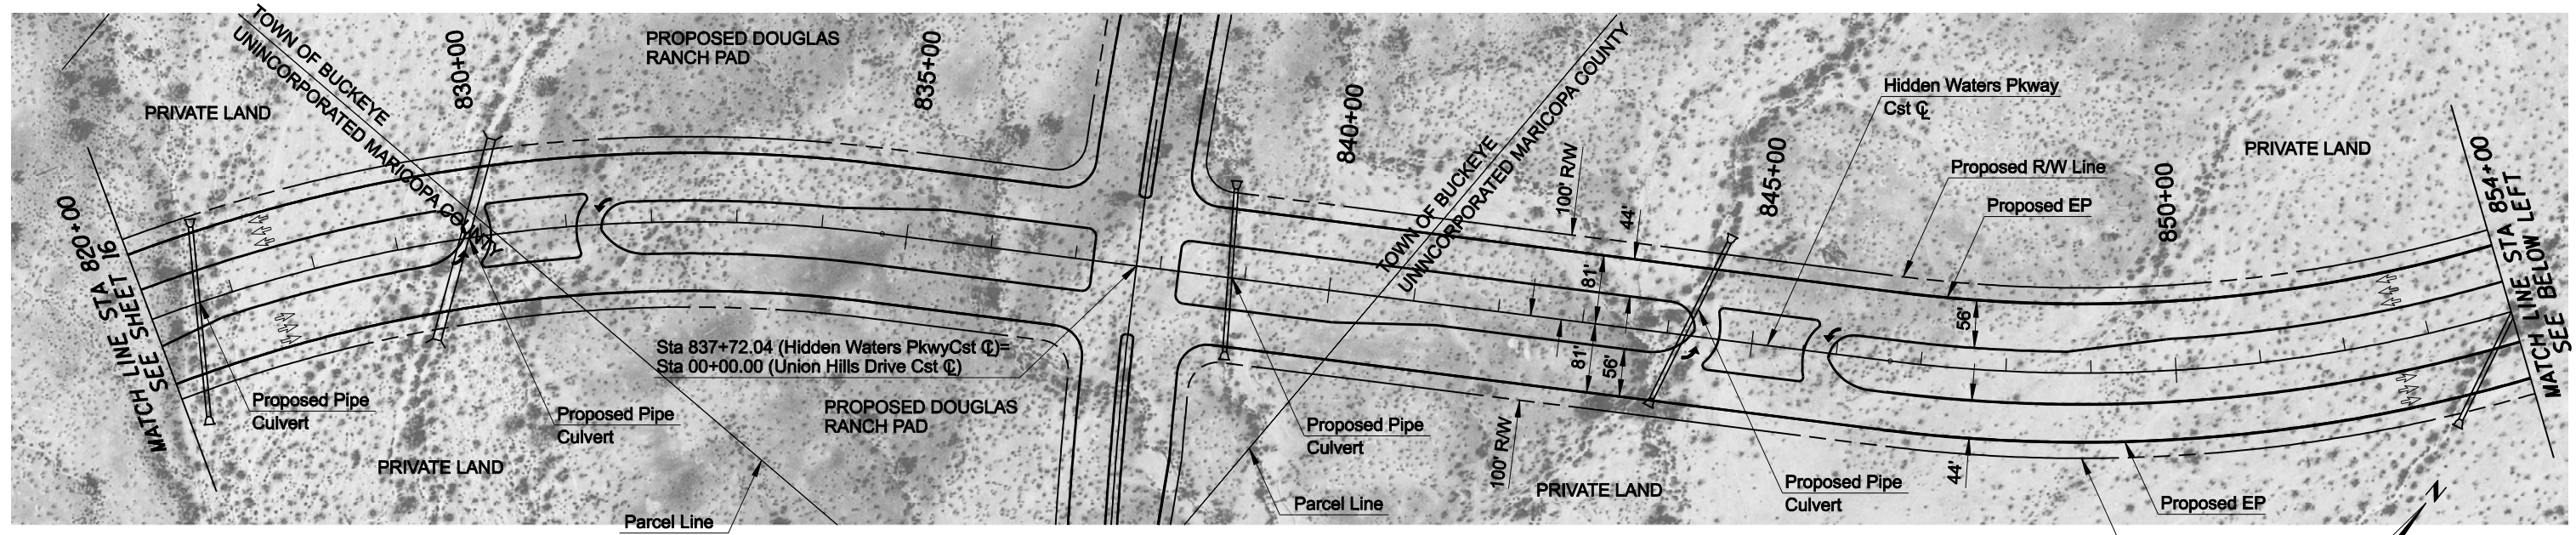 TOWN OF BUCKEYE
UNINCORPORATED MARICOPA COUNTY
PRIVATE LAND
830+00
PROPOSED DOUGLAS
RANCH PAD
835+00
840+00
TOWN OF BUCKEYE
UNINCORPORATED MARICOPA COUNTY
100' R/W
44'
81'
81'
56'
100' R/W
845+00
Hidden Waters Pkway
Cst ℄
Proposed R/W Line
Proposed EP
850+00
PRIVATE LAND
MATCH LINE STA 854+00
SEE BELOW LEFT
MATCH LINE STA 820+00
SEE SHEET 16
Proposed Pipe
Culvert
PRIVATE LAND
Proposed Pipe
Culvert
Sta 837+72.04 (Hidden Waters PkwyCst ℄)=
Sta 00+00.00 (Union Hills Drive Cst ℄)
PROPOSED DOUGLAS
RANCH PAD
Parcel Line
Proposed Pipe
Culvert
Parcel Line
PRIVATE LAND
Proposed Pipe
Culvert
56'
44'
Proposed EP
N